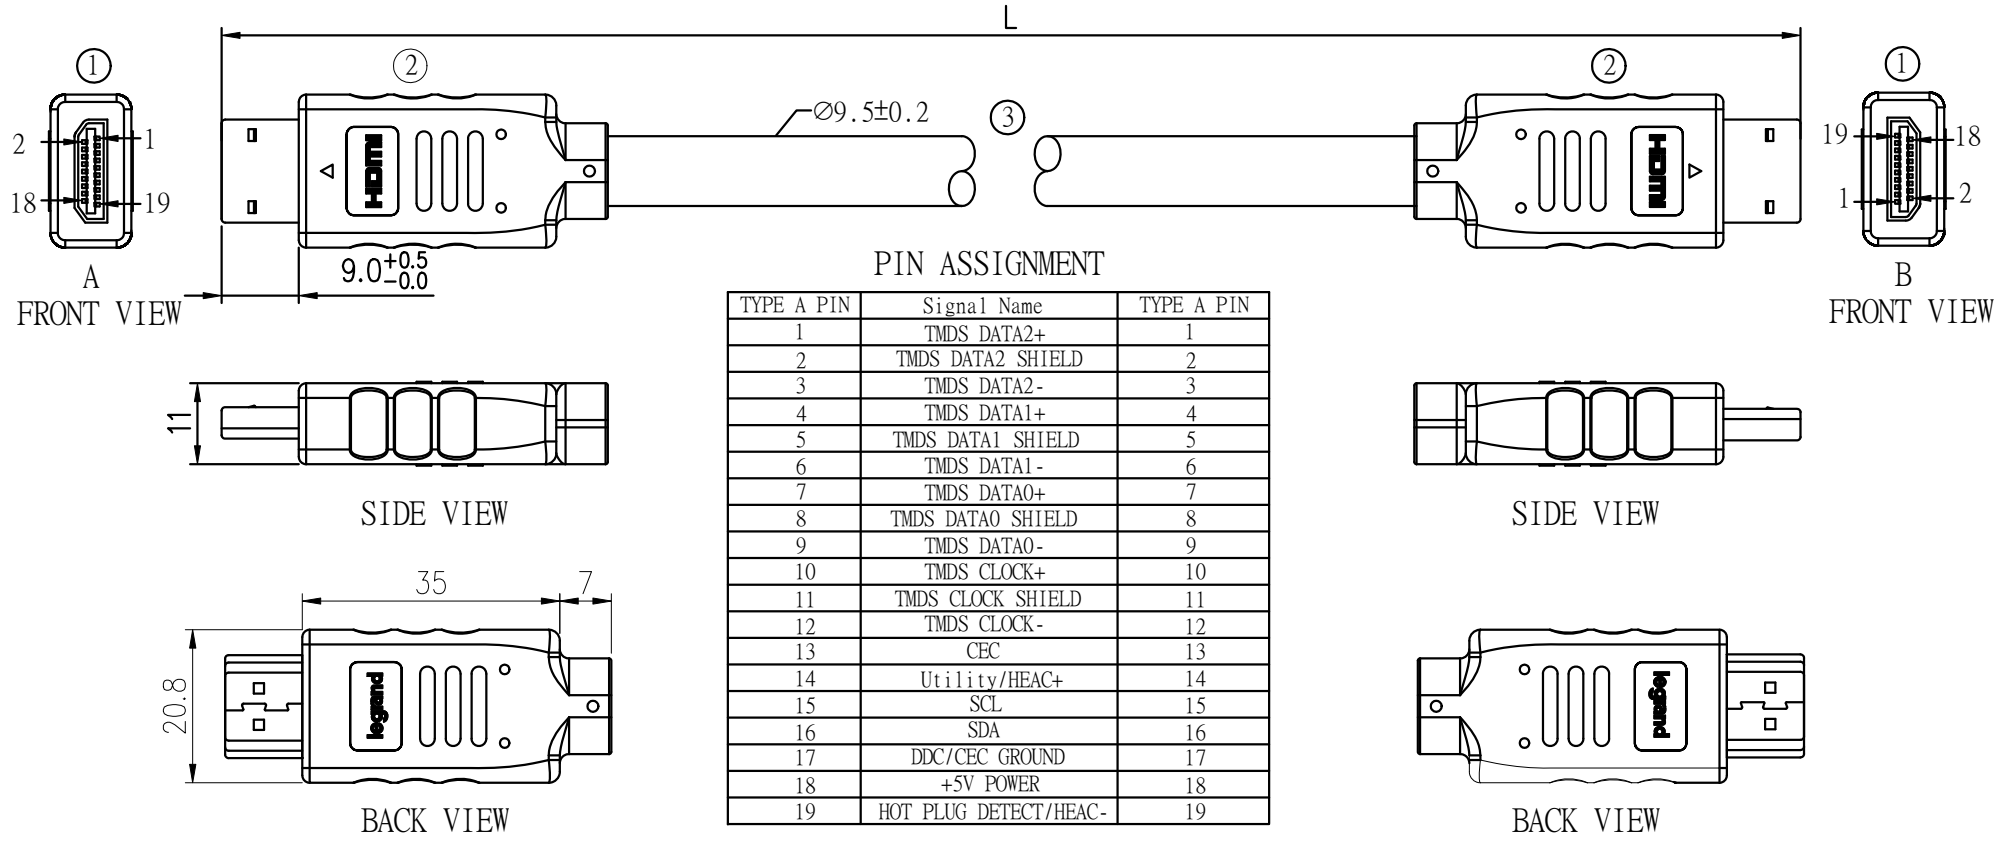 L
① ② ② ①
⌀9.5±0.2 ③
2 1
18 19
19 18
1 2
HDMI HDMI
A
FRONT VIEW
9.0 +0.5 -0.0
B
FRONT VIEW
PIN ASSIGNMENT
TYPE A PIN Signal Name TYPE A PIN
1 TMDS DATA2+ 1
2 TMDS DATA2 SHIELD 2
3 TMDS DATA2- 3
4 TMDS DATA1+ 4
5 TMDS DATA1 SHIELD 5
6 TMDS DATA1- 6
7 TMDS DATA0+ 7
8 TMDS DATA0 SHIELD 8
9 TMDS DATA0- 9
10 TMDS CLOCK+ 10
11 TMDS CLOCK SHIELD 11
12 TMDS CLOCK- 12
13 CEC 13
14 Utility/HEAC+ 14
15 SCL 15
16 SDA 16
17 DDC/CEC GROUND 17
18 +5V POWER 18
19 HOT PLUG DETECT/HEAC- 19
11
SIDE VIEW
SIDE VIEW
35 7
20.8
legrand
BACK VIEW
legrand
BACK VIEW